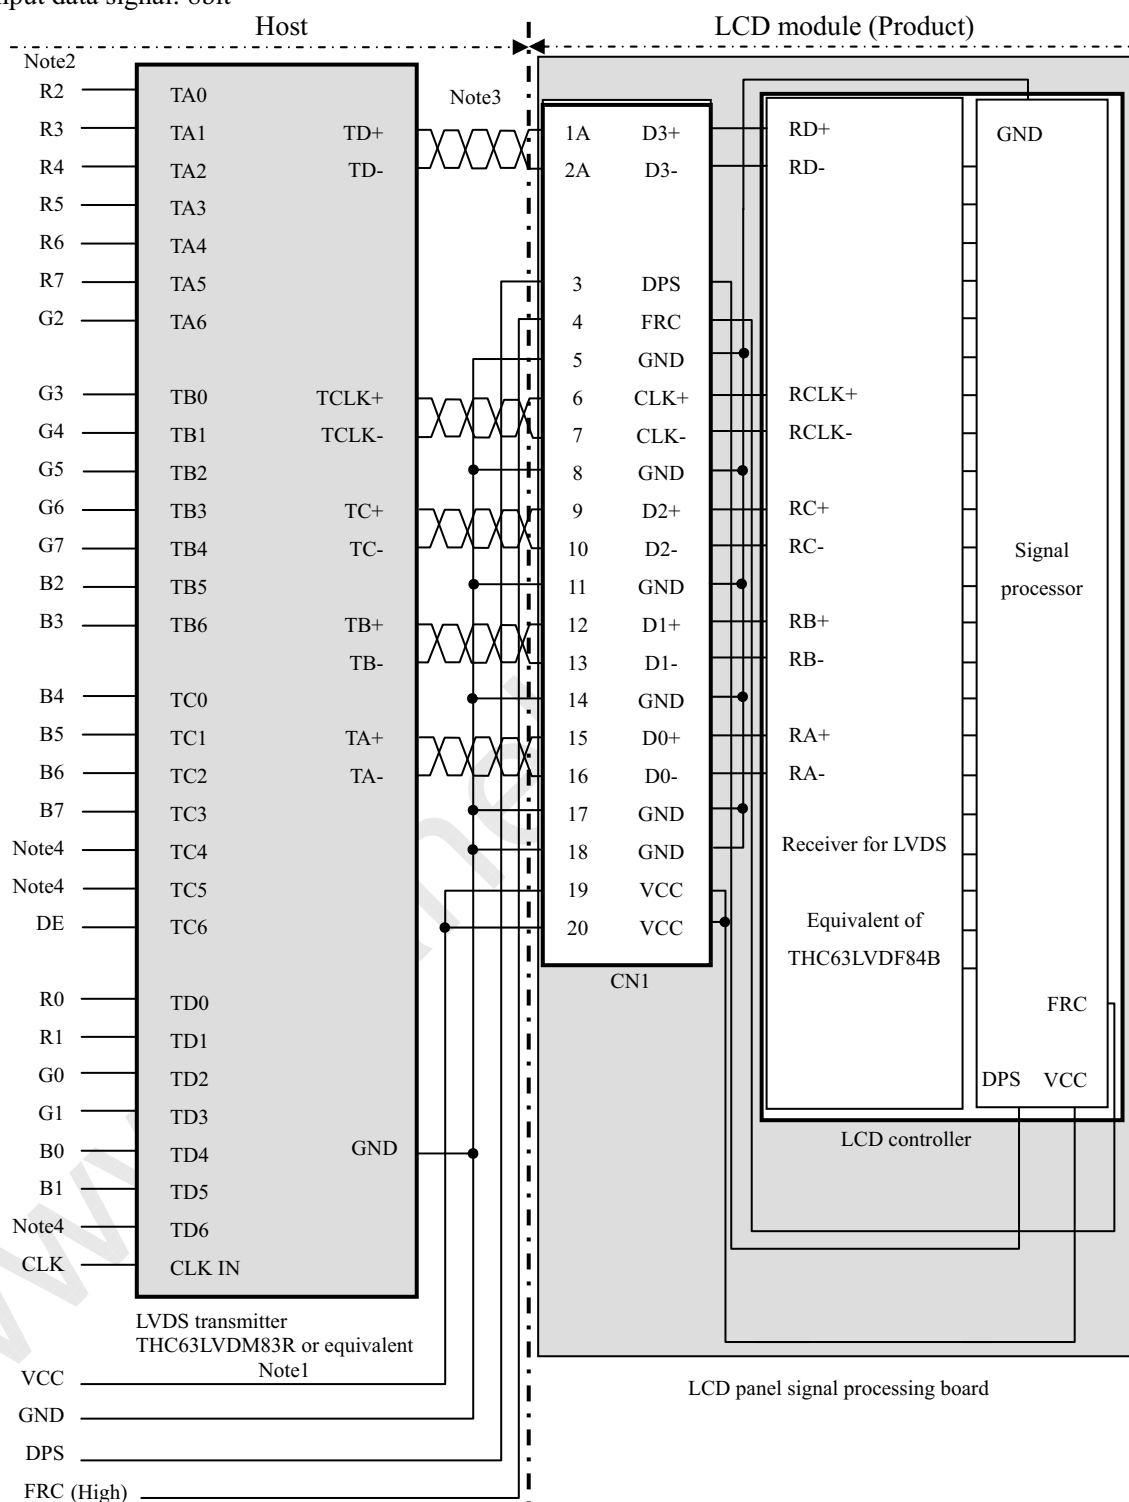 Host
LCD module (Product)
Note2
R2 TA0
R3 TA1 TD+ Note3 1A D3+ RD+ GND
R4 TA2 TD- 2A D3- RD-
R5 TA3
R6 TA4
R7 TA5 3 DPS
G2 TA6 4 FRC
5 GND
G3 TB0 TCLK+ 6 CLK+ RCLK+
G4 TB1 TCLK- 7 CLK- RCLK-
G5 TB2 8 GND
G6 TB3 TC+ 9 D2+ RC+
G7 TB4 TC- 10 D2- RC- Signal
B2 TB5 11 GND processor
B3 TB6 TB+ 12 D1+ RB+
TB- 13 D1- RB-
B4 TC0 14 GND
B5 TC1 TA+ 15 D0+ RA+
B6 TC2 TA- 16 D0- RA-
B7 TC3 17 GND
Note4 TC4 18 GND Receiver for LVDS
Note4 TC5 19 VCC
DE TC6 20 VCC Equivalent of
THC63LVDF84B
CN1
R0 TD0 FRC
R1 TD1
G0 TD2 DPS VCC
G1 TD3
B0 TD4 GND LCD controller
B1 TD5
Note4 TD6
CLK CLK IN
LVDS transmitter
THC63LVDM83R or equivalent
Note1
VCC
LCD panel signal processing board
GND
DPS
FRC (High)